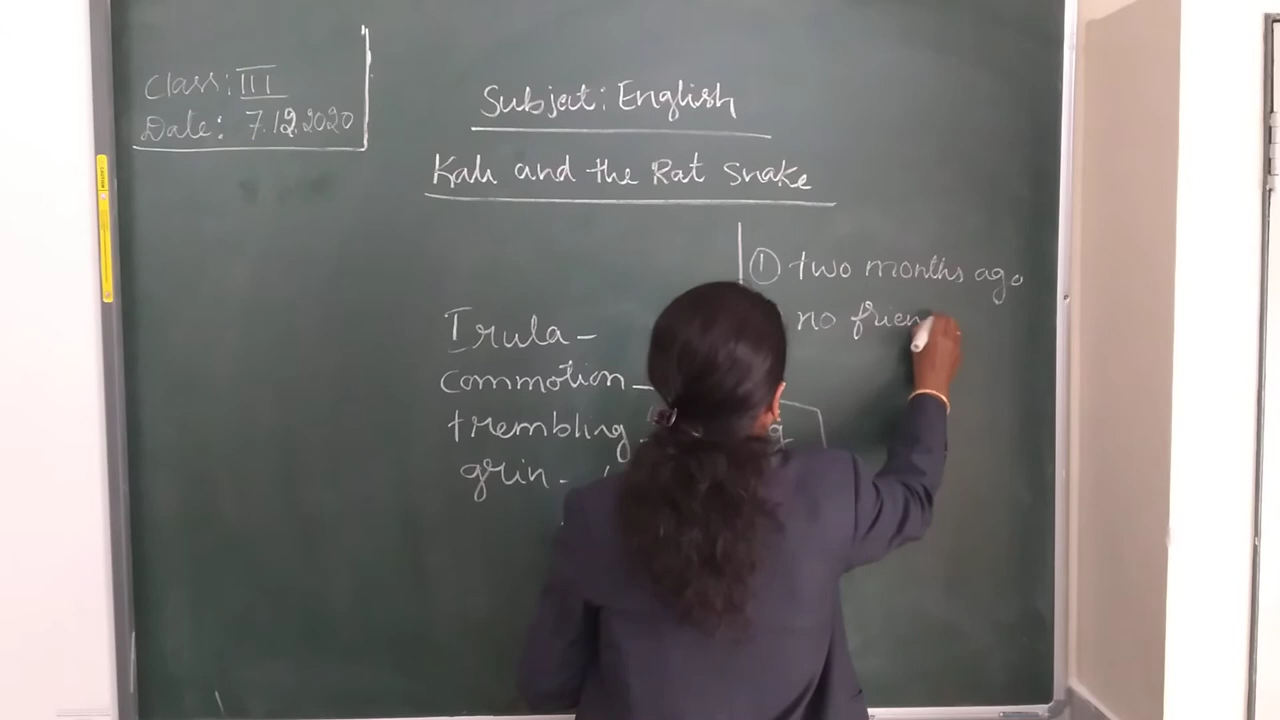 Class: III
Date: 7.12.2020
Subject: English
Kali and the Rat Snake
① two months ago
no frien
Irula -
commotion -
trembling -
grin -